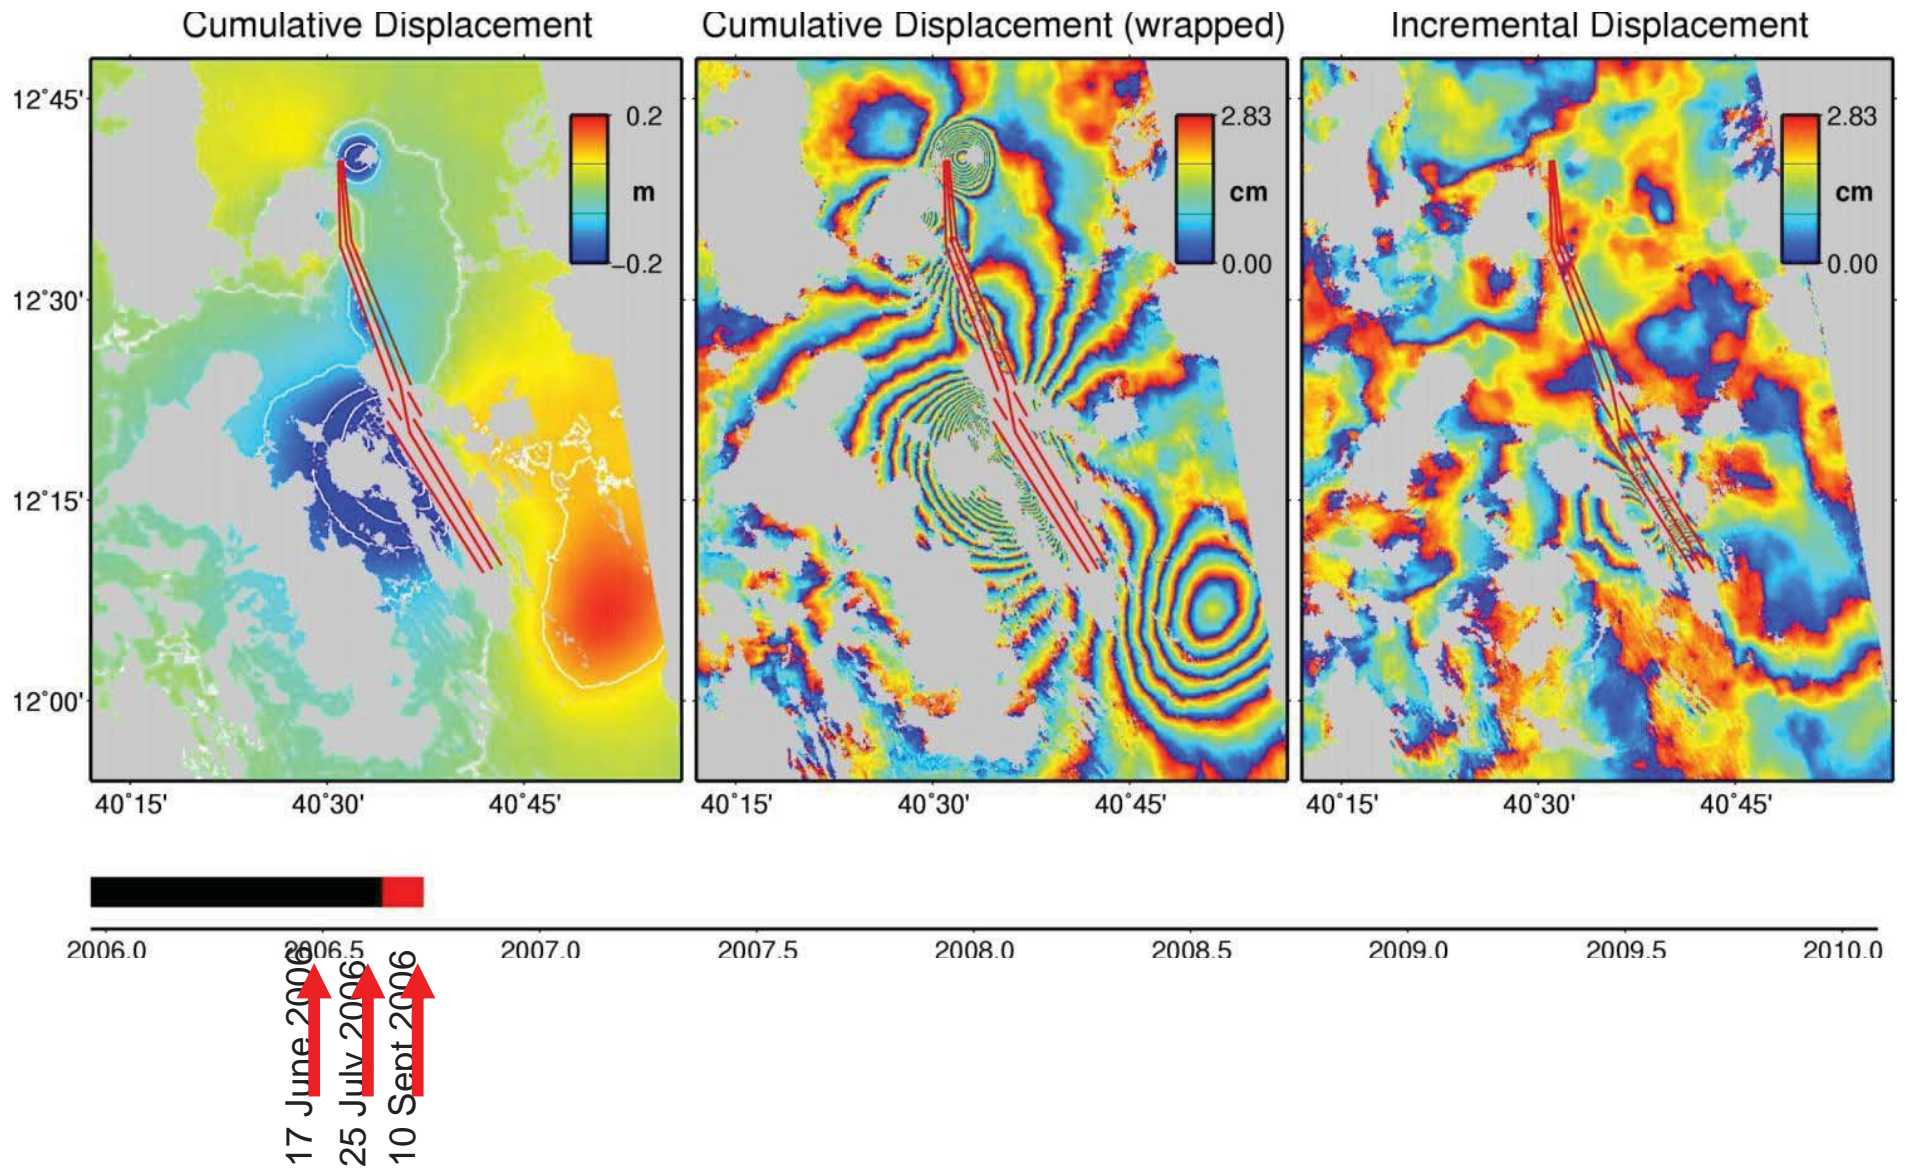 Cumulative Displacement
Cumulative Displacement (wrapped)
Incremental Displacement
12°45'
12°30'
12°15'
12°00'
0.2
m
−0.2
2.83
cm
0.00
2.83
cm
0.00
40°15' 40°30' 40°45'
40°15' 40°30' 40°45'
40°15' 40°30' 40°45'
2006.0 2006.5 2007.0 2007.5 2008.0 2008.5 2009.0 2009.5 2010.0
17 June 2006
25 July 2006
10 Sept 2006